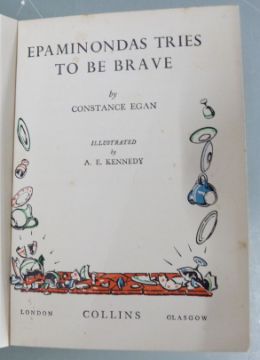 EPAMINONDAS TRIES
TO BE BRAVE
by
CONSTANCE EGAN
ILLUSTRATED
by
A. E. KENNEDY
LONDON COLLINS GLASGOW